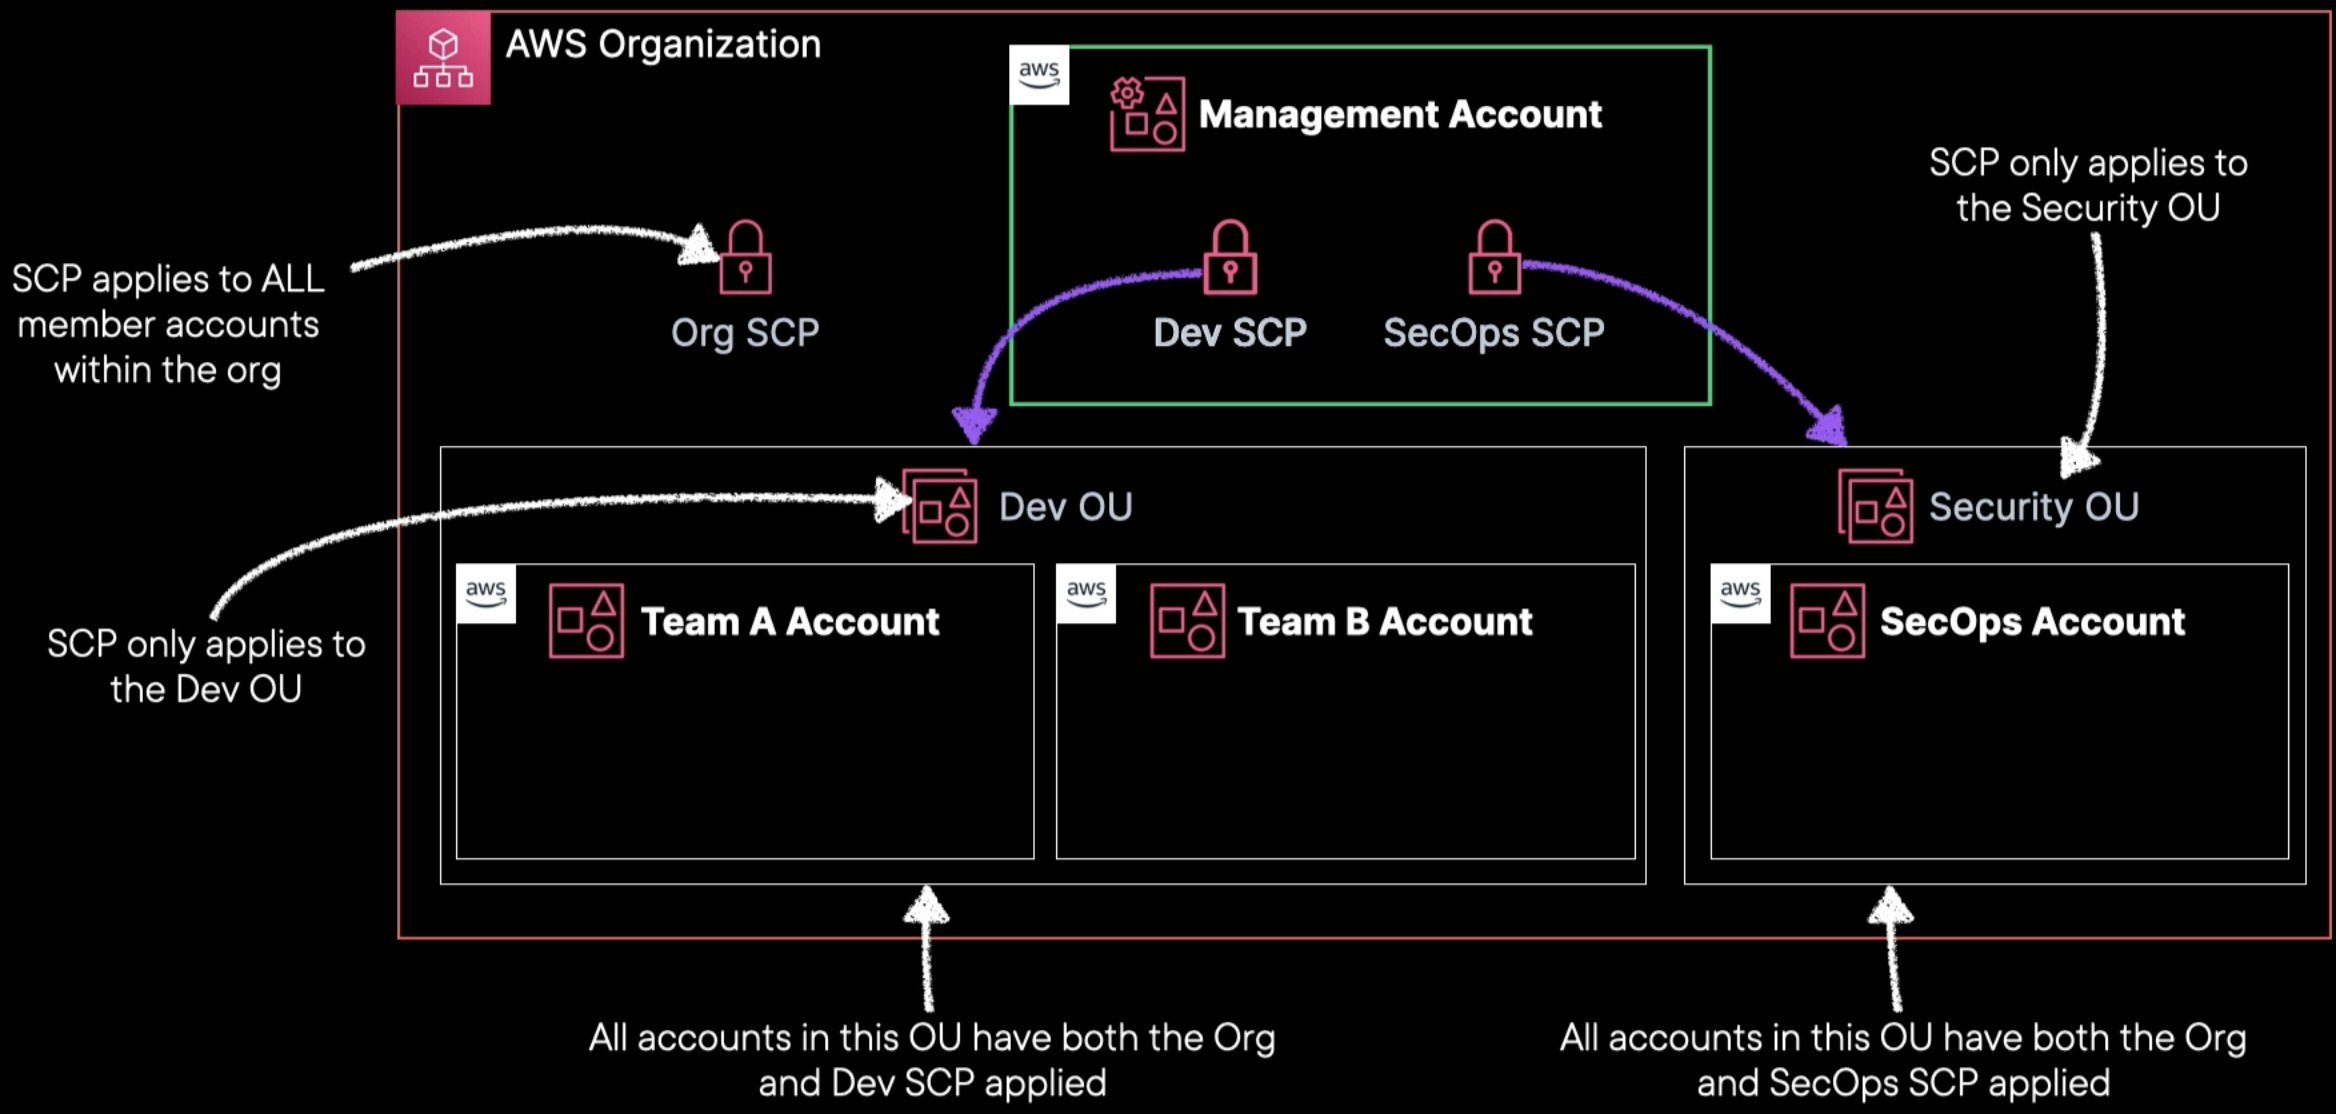 AWS Organization
aws
Management Account
SCP only applies to
the Security OU
SCP applies to ALL
member accounts
within the org
Org SCP
Dev SCP
SecOps SCP
Dev OU
Security OU
aws
Team A Account
aws
Team B Account
aws
SecOps Account
SCP only applies to
the Dev OU
All accounts in this OU have both the Org
and Dev SCP applied
All accounts in this OU have both the Org
and SecOps SCP applied